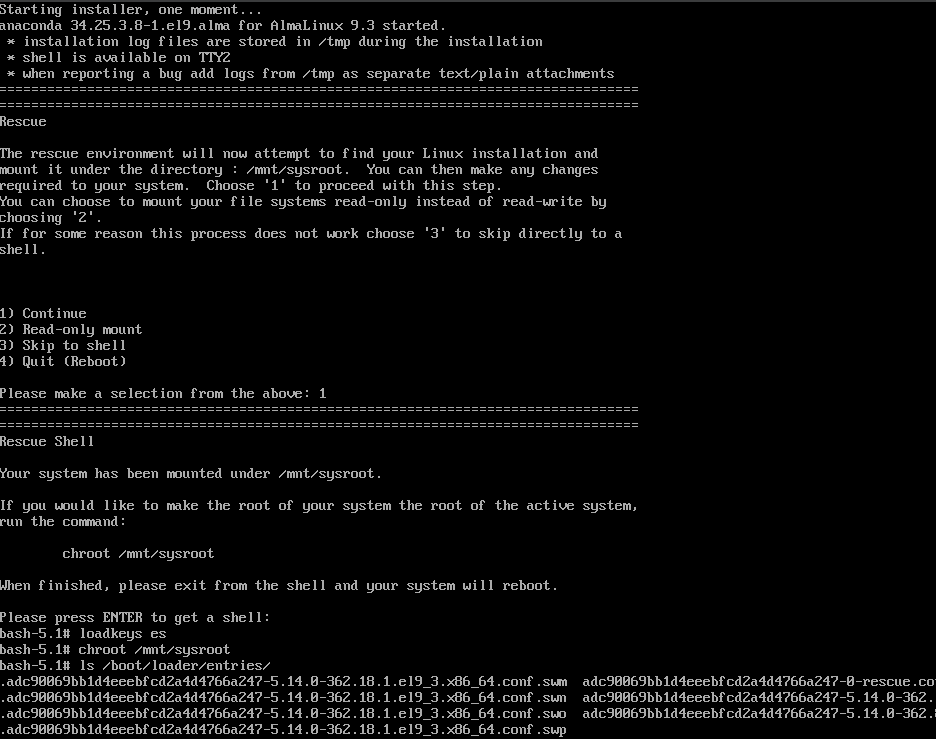 Starting installer, one moment...
anaconda 34.25.3.8-1.el9.alma for AlmaLinux 9.3 started.
* installation log files are stored in /tmp during the installation
* shell is available on TTY2
* when reporting a bug add logs from /tmp as separate text/plain attachments
================================================================================
================================================================================
Rescue
The rescue environment will now attempt to find your Linux installation and
mount it under the directory : /mnt/sysroot.  You can then make any changes
required to your system.  Choose '1' to proceed with this step.
You can choose to mount your file systems read-only instead of read-write by
choosing '2'.
If for some reason this process does not work choose '3' to skip directly to a
shell.
1) Continue
2) Read-only mount
3) Skip to shell
4) Quit (Reboot)
Please make a selection from the above: 1
================================================================================
================================================================================
Rescue Shell
Your system has been mounted under /mnt/sysroot.
If you would like to make the root of your system the root of the active system,
run the command:
chroot /mnt/sysroot
When finished, please exit from the shell and your system will reboot.
Please press ENTER to get a shell:
bash-5.1# loadkeys es
bash-5.1# chroot /mnt/sysroot
bash-5.1# ls /boot/loader/entries/
.adc90069bb1d4eeebfcd2a4d4766a247-5.14.0-362.18.1.el9_3.x86_64.conf.swm  adc90069bb1d4eeebfcd2a4d4766a247-0-rescue.co
.adc90069bb1d4eeebfcd2a4d4766a247-5.14.0-362.18.1.el9_3.x86_64.conf.swn  adc90069bb1d4eeebfcd2a4d4766a247-5.14.0-362.
.adc90069bb1d4eeebfcd2a4d4766a247-5.14.0-362.18.1.el9_3.x86_64.conf.swo  adc90069bb1d4eeebfcd2a4d4766a247-5.14.0-362.
.adc90069bb1d4eeebfcd2a4d4766a247-5.14.0-362.18.1.el9_3.x86_64.conf.swp